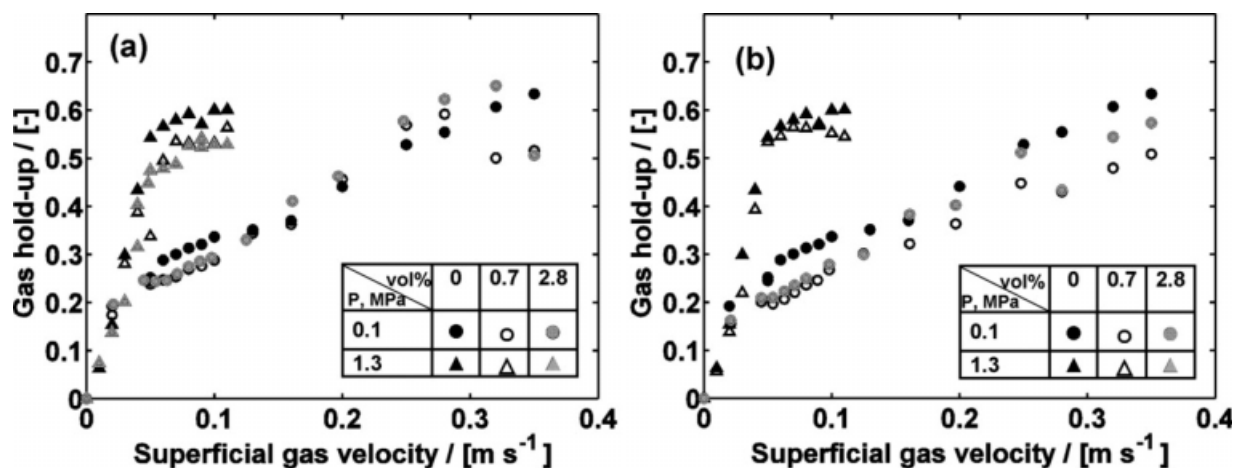 (a)
Gas hold-up / [-]
0.7
0.6
0.5
0.4
0.3
0.2
0.1
0
0 0.1 0.2 0.3 0.4
Superficial gas velocity / [m s⁻¹]
vol% 0 0.7 2.8
P, MPa
0.1
1.3
(b)
Gas hold-up / [-]
0.7
0.6
0.5
0.4
0.3
0.2
0.1
0
0 0.1 0.2 0.3 0.4
Superficial gas velocity / [m s⁻¹]
vol% 0 0.7 2.8
P, MPa
0.1
1.3